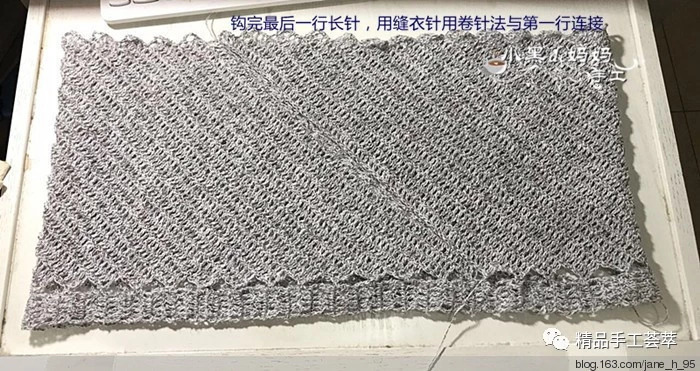 钩完最后一行长针，用缝衣针用卷针法与第一行连接。
小黑de妈妈
手工
精品手工荟萃
blog.163.com/jane_h_95